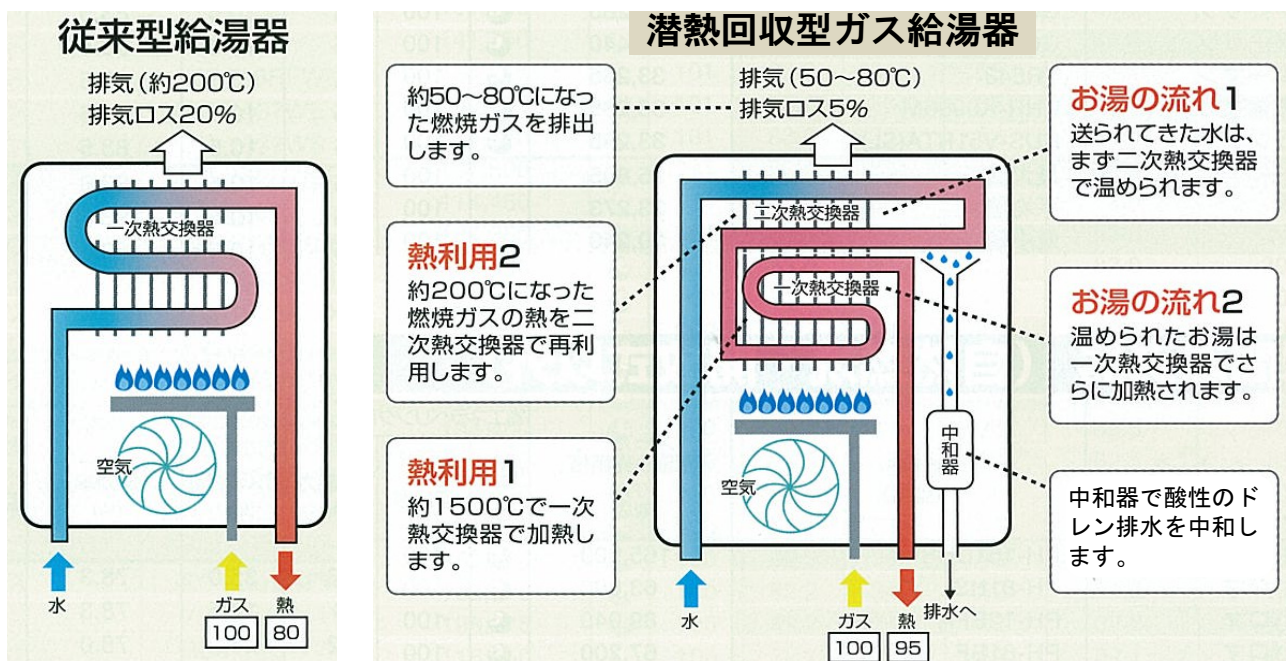 従来型給湯器
排気(約200℃)
排気ロス20%
一次熱交換器
空気
水
ガス
熱
100
80
潜熱回収型ガス給湯器
約50〜80℃になっ
た燃焼ガスを排出
します。
熱利用2
約200℃になった
燃焼ガスの熱を二
次熱交換器で再利
用します。
熱利用1
約1500℃で一次
熱交換器で加熱し
ます。
排気(50〜80℃)
排気ロス5%
二次熱交換器
一次熱交換器
空気
中和器
水
ガス
熱
排水へ
100
95
お湯の流れ1
送られてきた水は、
まず二次熱交換器
で温められます。
お湯の流れ2
温められたお湯は
一次熱交換器でさ
らに加熱されます。
中和器で酸性のド
レン排水を中和し
ます。